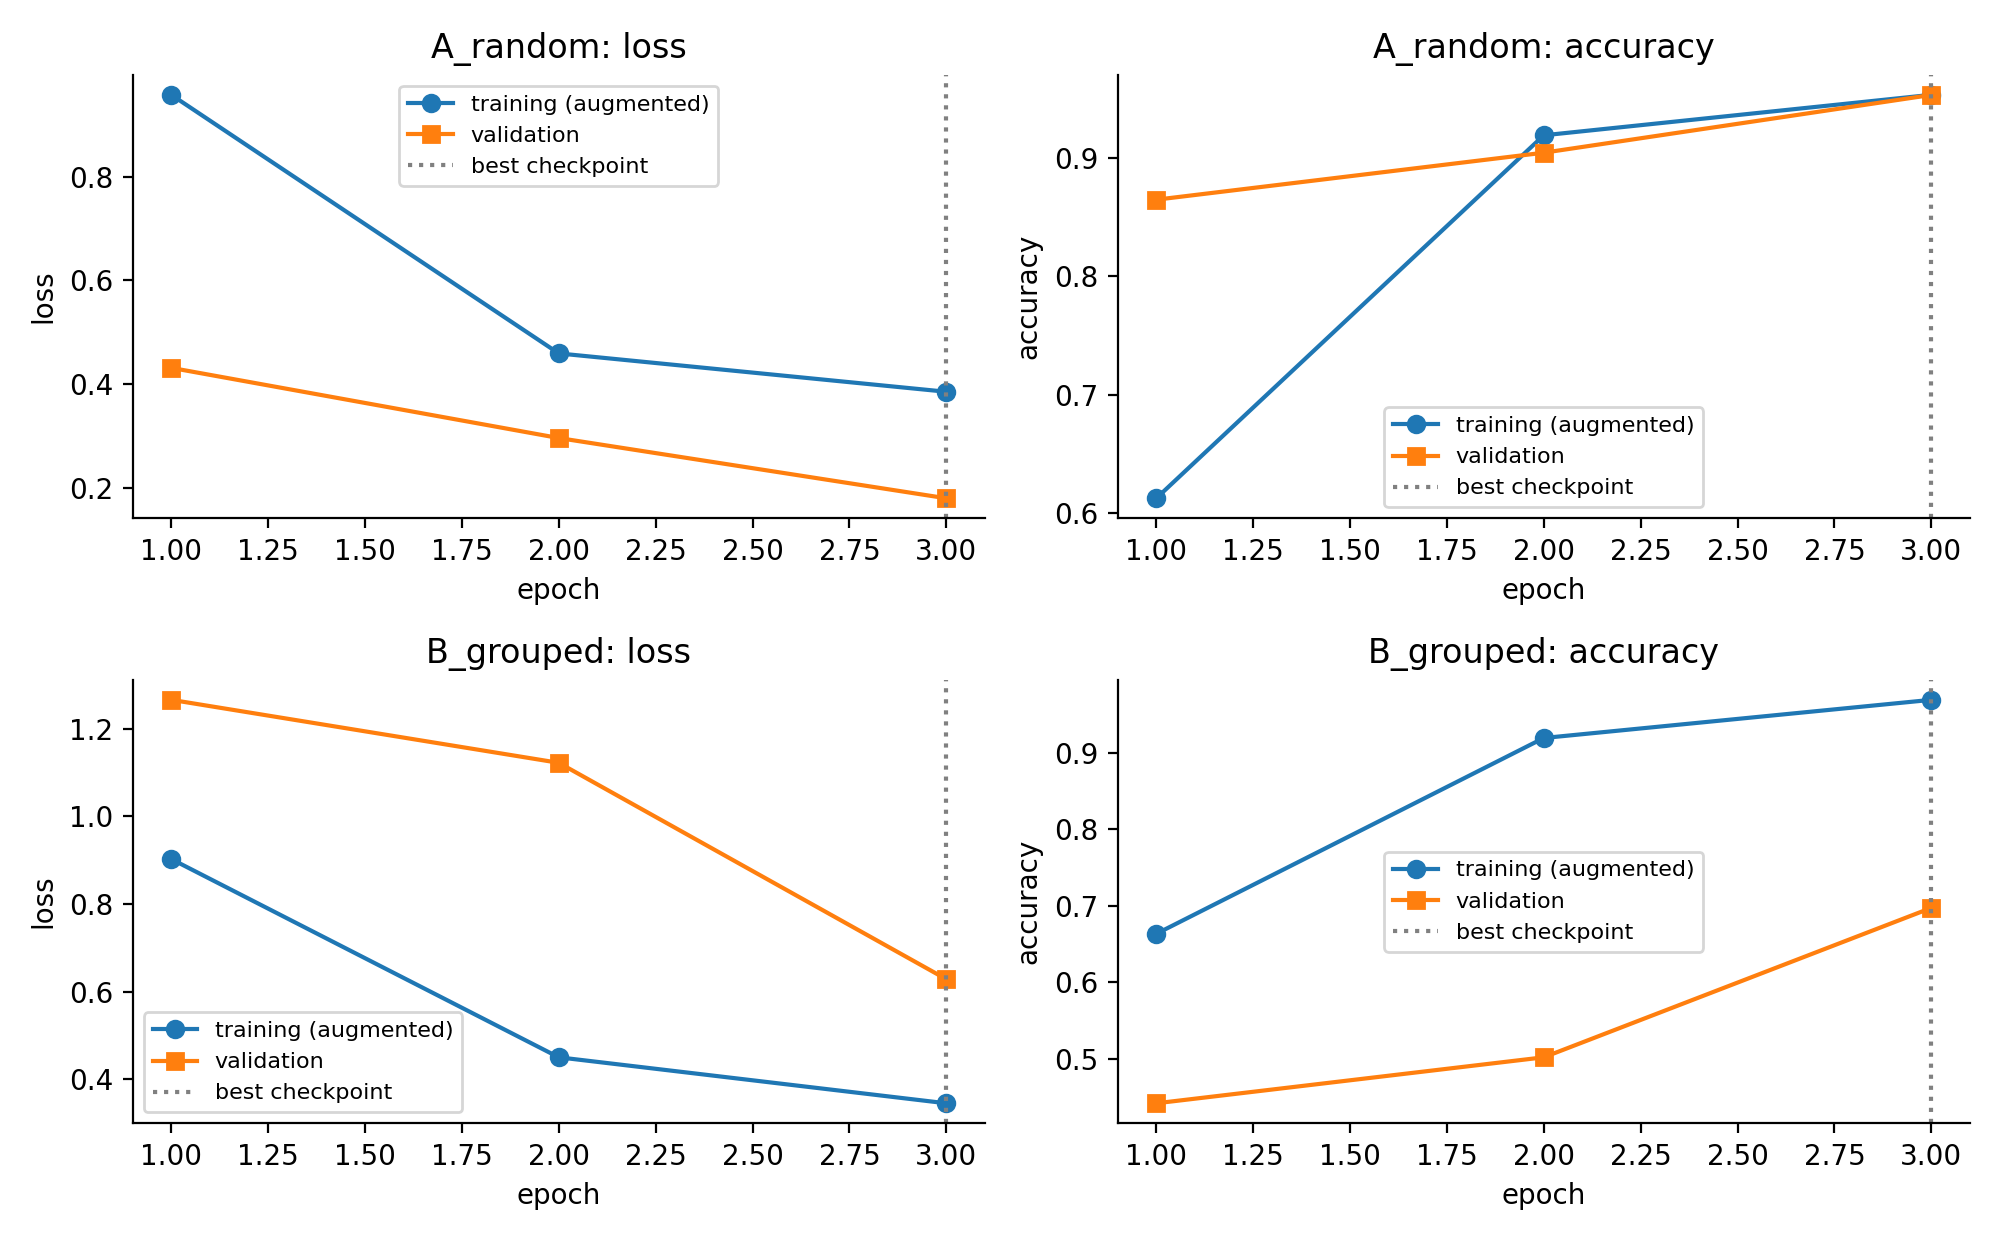 A_random: loss
training (augmented)
validation
best checkpoint
loss
0.8
0.6
0.4
0.2
1.00 1.25 1.50 1.75 2.00 2.25 2.50 2.75 3.00
epoch
A_random: accuracy
accuracy
0.9
0.8
0.7
0.6
training (augmented)
validation
best checkpoint
1.00 1.25 1.50 1.75 2.00 2.25 2.50 2.75 3.00
epoch
B_grouped: loss
loss
1.2
1.0
0.8
0.6
0.4
training (augmented)
validation
best checkpoint
1.00 1.25 1.50 1.75 2.00 2.25 2.50 2.75 3.00
epoch
B_grouped: accuracy
accuracy
0.9
0.8
0.7
0.6
0.5
training (augmented)
validation
best checkpoint
1.00 1.25 1.50 1.75 2.00 2.25 2.50 2.75 3.00
epoch